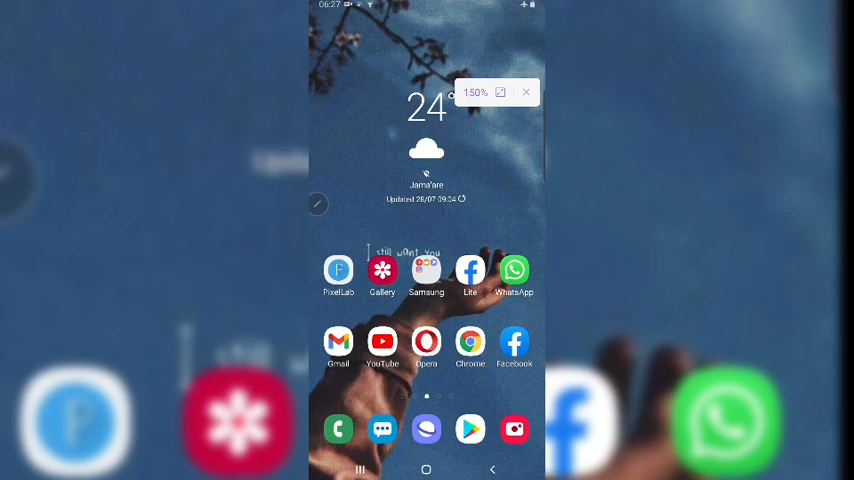 06:27
150%
24°
Jama'are
Updated 26/07 09:04
I still want you
PixelLab Gallery Samsung Lite WhatsApp
Gmail YouTube Opera Chrome Facebook